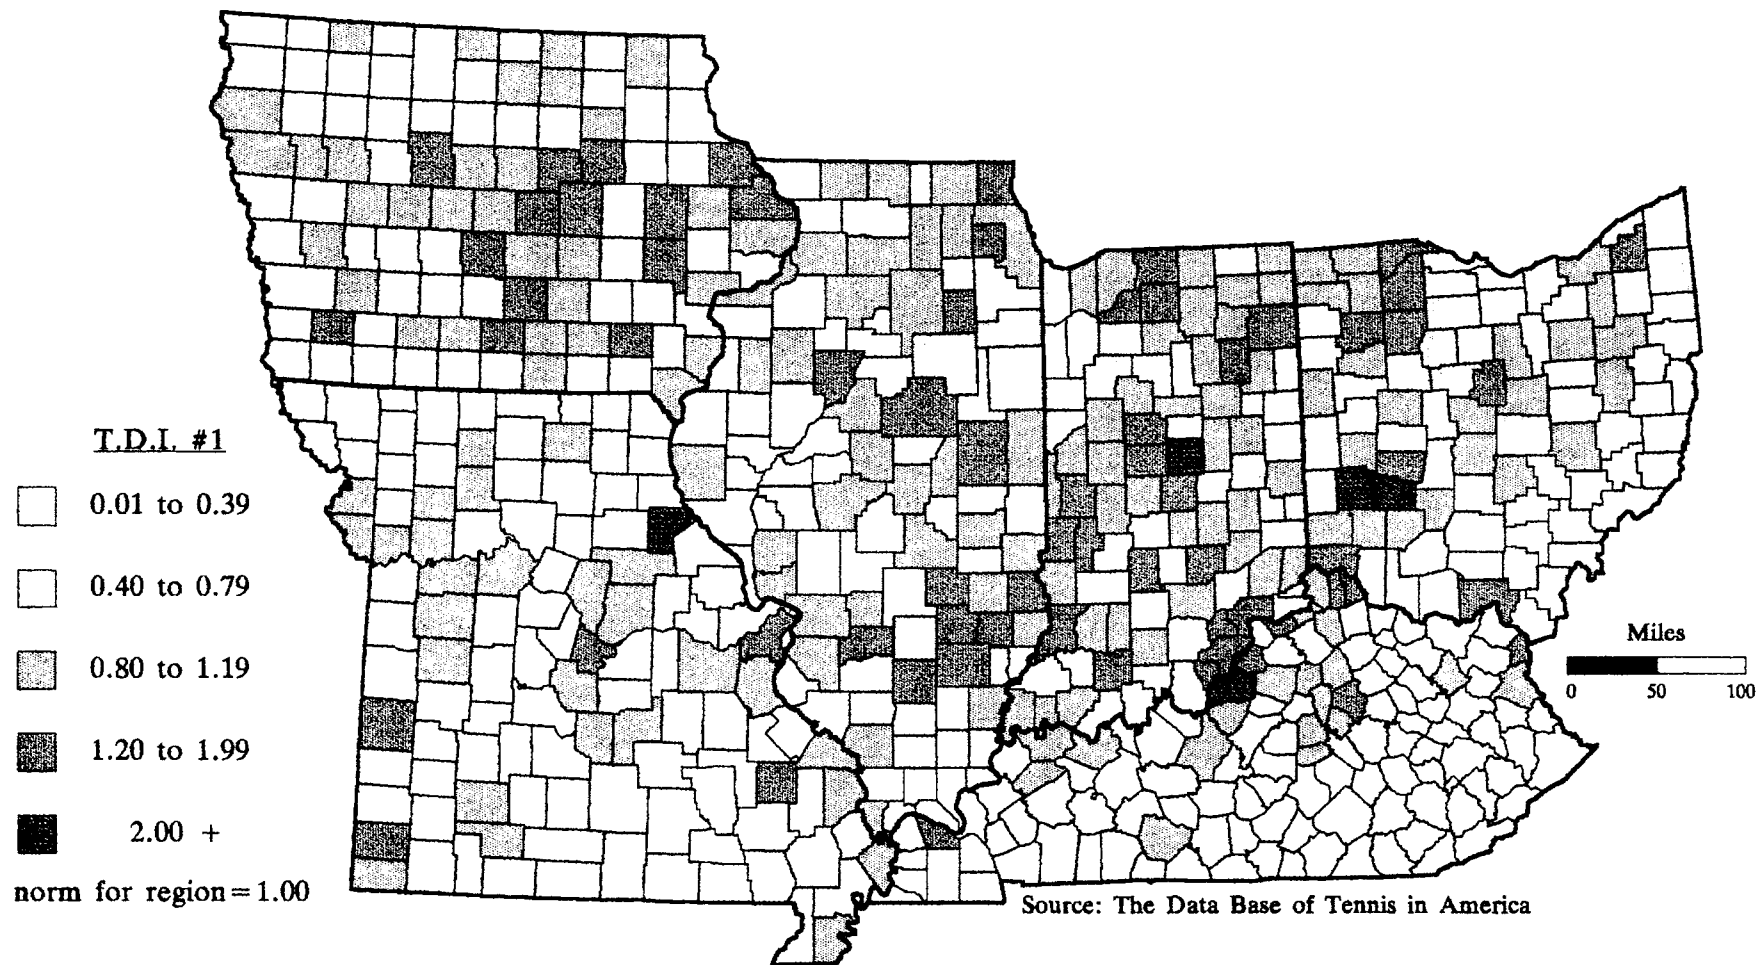 T.D.I. #1
0.01 to 0.39
0.40 to 0.79
0.80 to 1.19
1.20 to 1.99
2.00 +
norm for region=1.00
Miles
0 50 100
Source: The Data Base of Tennis in America